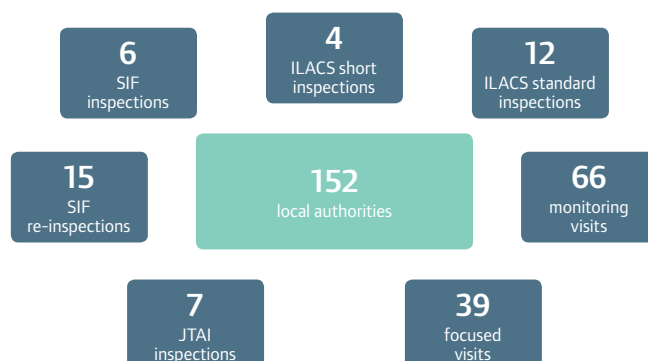 6
SIF
inspections
4
ILACS short
inspections
12
ILACS standard
inspections
15
SIF
re-inspections
152
local authorities
66
monitoring
visits
7
JTAI
inspections
39
focused
visits